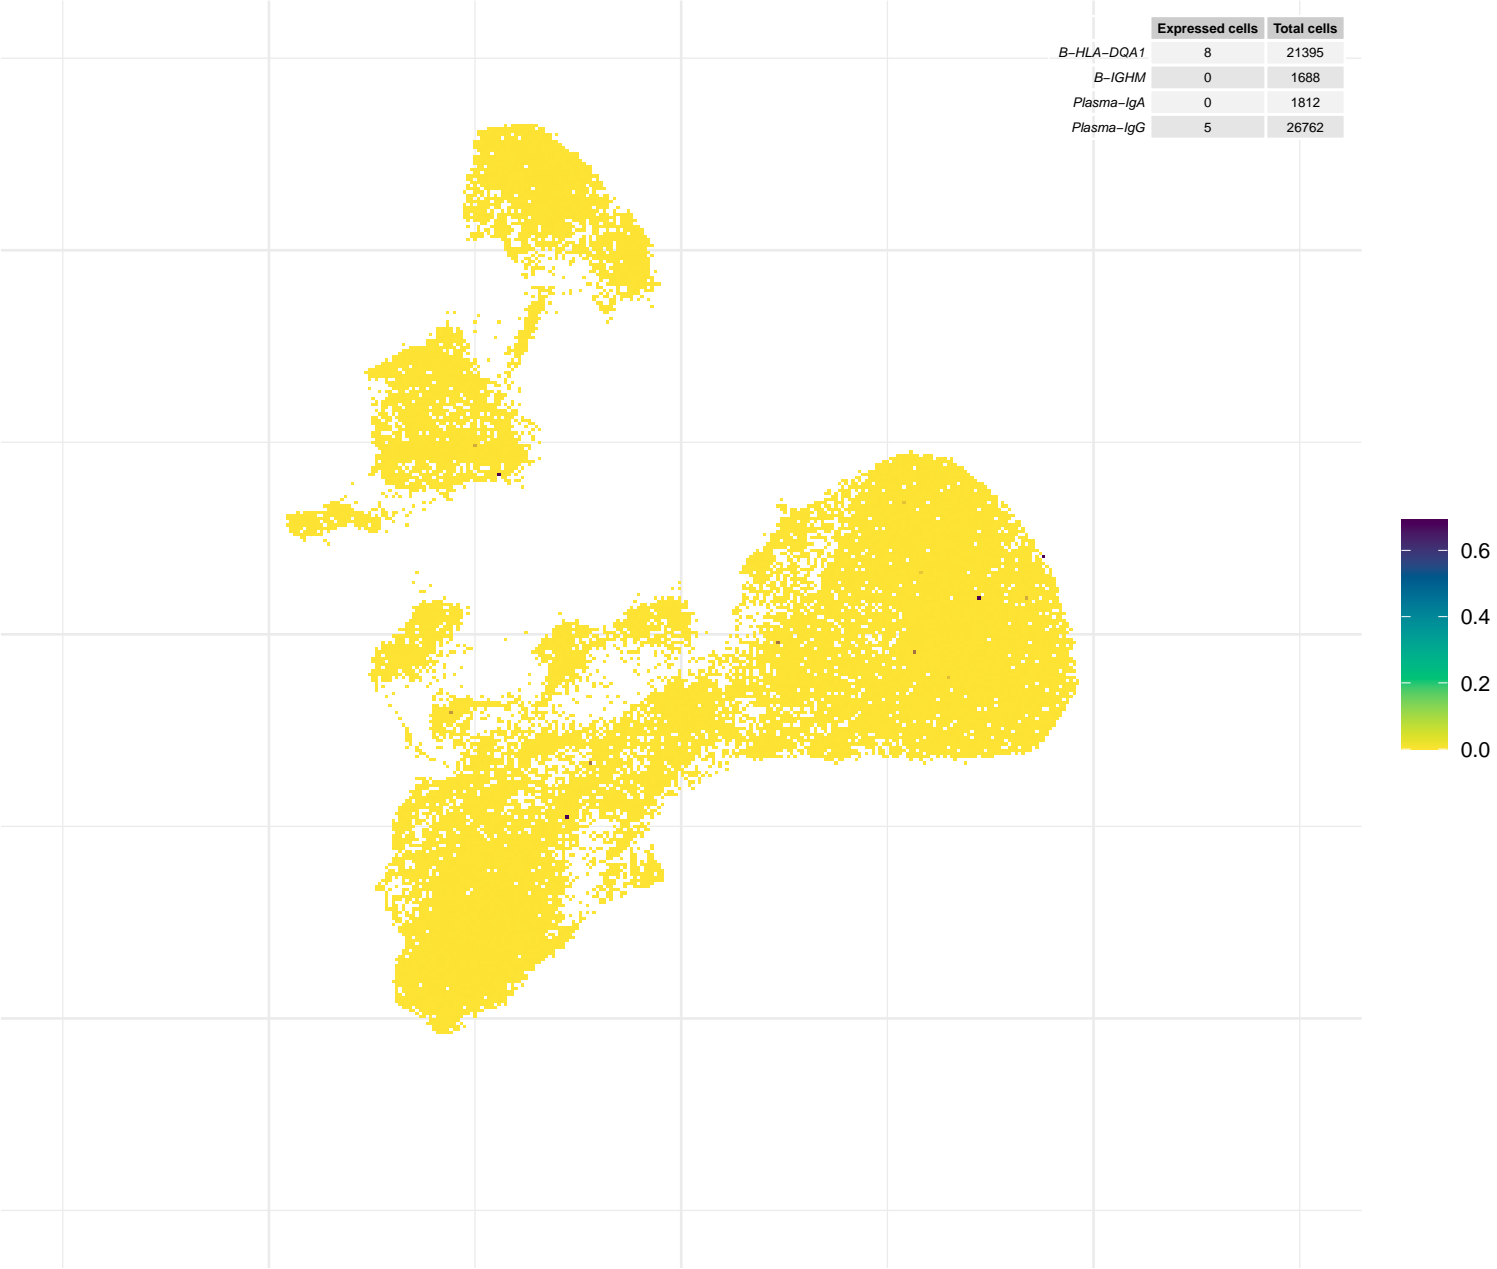 Expressed cells Total cells
B−HLA−DQA1 8 21395
B−IGHM 0 1688
Plasma−IgA 0 1812
Plasma−IgG 5 26762
0.6
0.4
0.2
0.0